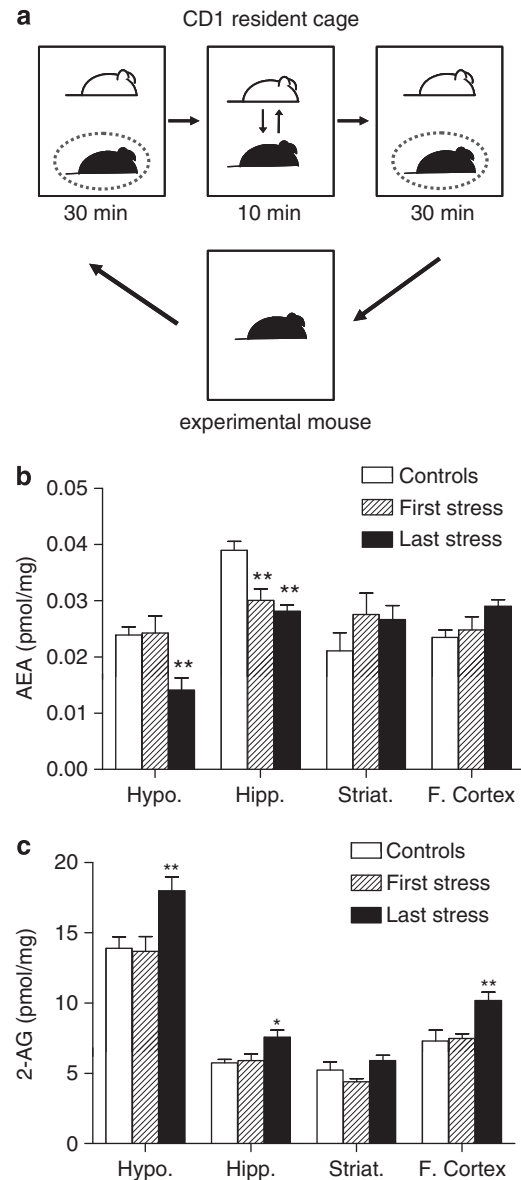 a CD1 resident cage
30 min 10 min 30 min
experimental mouse
b
Controls
First stress
Last stress
AEA (pmol/mg)
0.05
0.04
0.03
0.02
0.01
0.00
** ** **
Hypo. Hipp. Striat. F. Cortex
c
Controls
First stress
Last stress
2-AG (pmol/mg)
20
15
10
5
0
** * **
Hypo. Hipp. Striat. F. Cortex